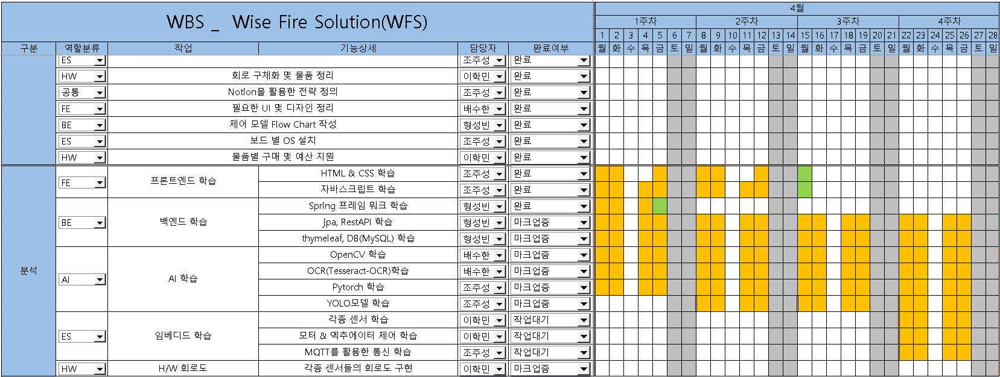 WBS _ Wise Fire Solution(WFS)
4월
1주차 2주차 3주차 4주차
1 2 3 4 5 6 7 8 9 10 11 12 13 14 15 16 17 18 19 20 21 22 23 24 25 26 27 28
구분 역할분류 작업 기능상세 담당자 완료여부 월 화 수 목 금 토 일 월 화 수 목 금 토 일 월 화 수 목 금 토 일 월 화 수 목 금 토 일
ES 조주성 완료
HW 회로 구체화 및 물품 정리 이학민 완료
공통 Notion을 활용한 전략 정의 조주성 완료
FE 필요한 UI 및 디자인 정리 배수한 완료
BE 제어 모델 Flow Chart 작성 형성빈 완료
ES 보드 별 OS 설치 조주성 완료
HW 물품별 구매 및 예산 지원 이학민 완료
분석
FE 프론트엔드 학습 HTML & CSS 학습 조주성 완료
자바스크립트 학습 조주성 완료
BE 백엔드 학습 Spring 프레임 워크 학습 형성빈 완료
jpa, RestAPI 학습 형성빈 마크업중
thymeleaf, DB(MySQL) 학습 형성빈 마크업중
AI AI 학습 OpenCV 학습 배수한 마크업중
OCR(Tesseract-OCR)학습 배수한 마크업중
Pytorch 학습 조주성 마크업중
YOLO모델 학습 조주성 마크업중
ES 임베디드 학습 각종 센서 학습 이학민 작업대기
모터 & 엑추에이터 제어 학습 이학민 작업대기
MQTT를 활용한 통신 학습 조주성 작업대기
HW H/W 회로도 각종 센서들의 회로도 구현 이학민 마크업중